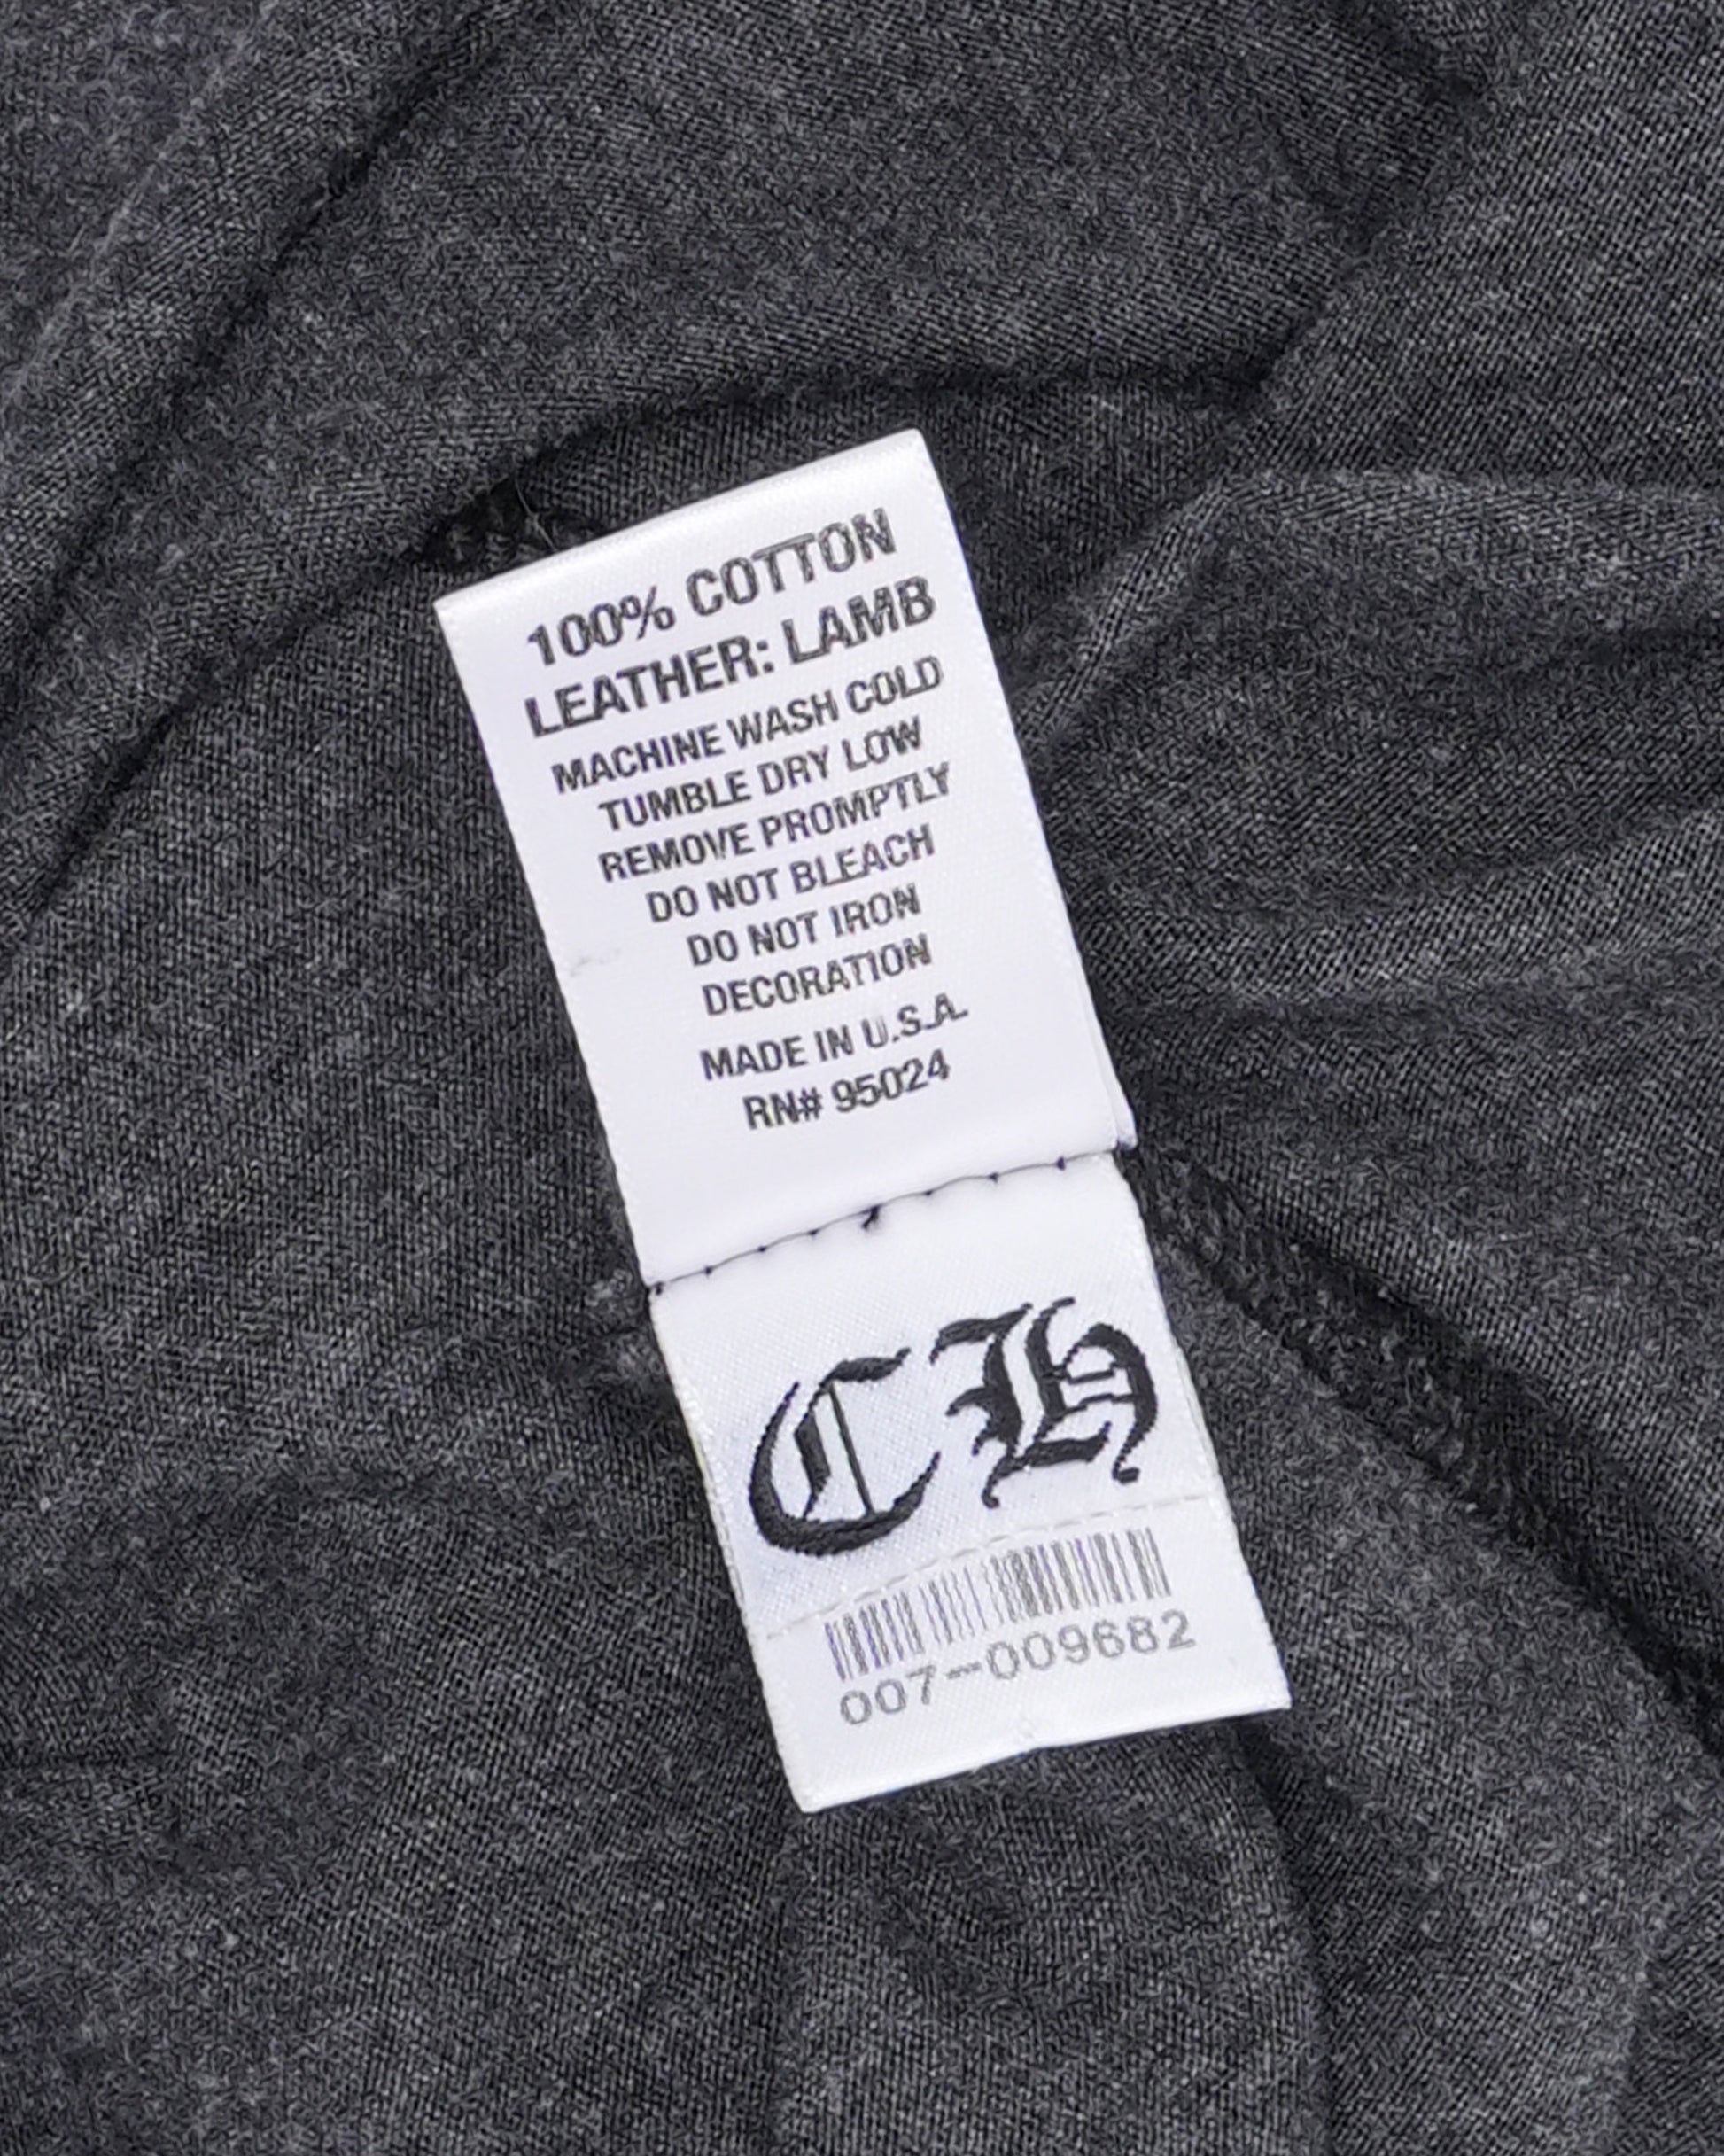 100% COTTON
LEATHER: LAMB
MACHINE WASH COLD
TUMBLE DRY LOW
REMOVE PROMPTLY
DO NOT BLEACH
DO NOT IRON
DECORATION
MADE IN U.S.A.
RN# 95024
CH
007-009682